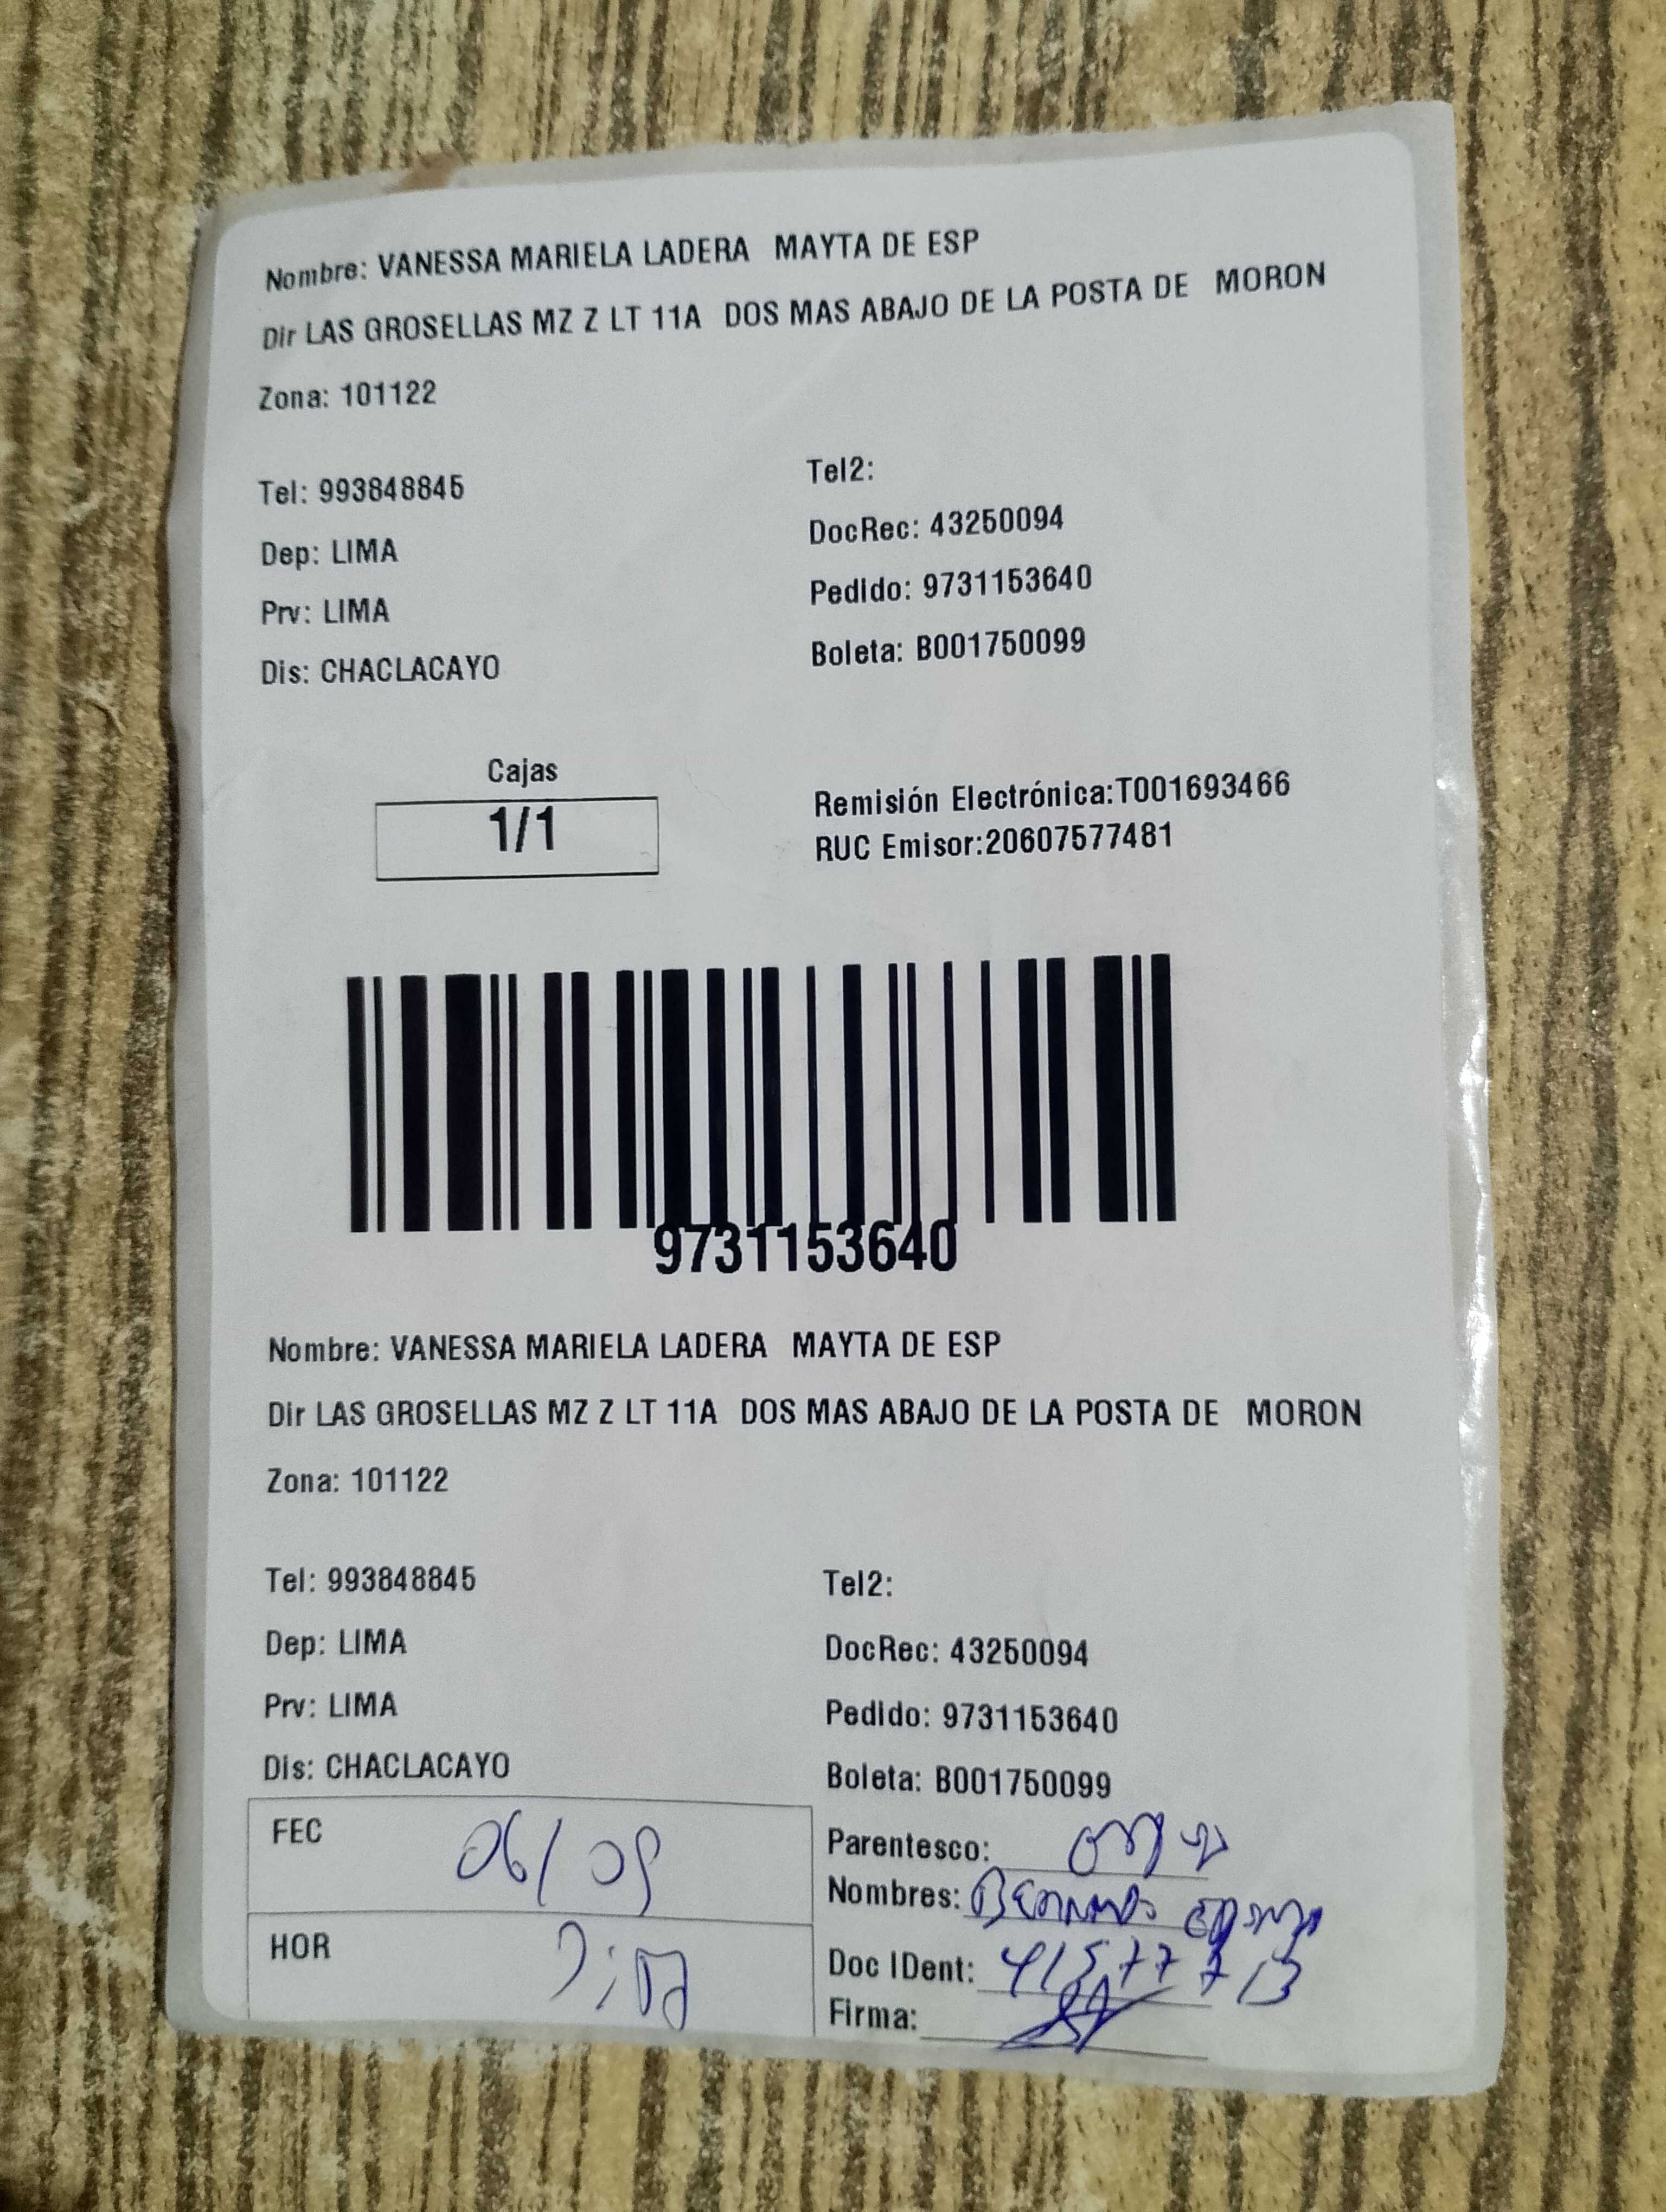 Nombre: VANESSA MARIELA LADERA MAYTA DE ESP
Dir LAS GROSELLAS MZ Z LT 11A DOS MAS ABAJO DE LA POSTA DE MORON
Zona: 101122
Tel: 993848845
Tel2:
Dep: LIMA
DocRec: 43250094
Prv: LIMA
Pedido: 9731153640
Dis: CHACLACAYO
Boleta: B001750099
Cajas
1/1
Remisión Electrónica:T001693466
RUC Emisor:20607577481
9731153640
Nombre: VANESSA MARIELA LADERA MAYTA DE ESP
Dir LAS GROSELLAS MZ Z LT 11A DOS MAS ABAJO DE LA POSTA DE MORON
Zona: 101122
Tel: 993848845
Tel2:
Dep: LIMA
DocRec: 43250094
Prv: LIMA
Pedido: 9731153640
Dis: CHACLACAYO
Boleta: B001750099
FEC 06/09
Parentesco:
Nombres:
HOR
Doc IDent: 41577713
Firma: